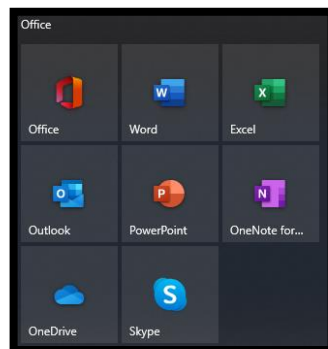 Office
Office Word Excel
Outlook PowerPoint OneNote for...
OneDrive Skype